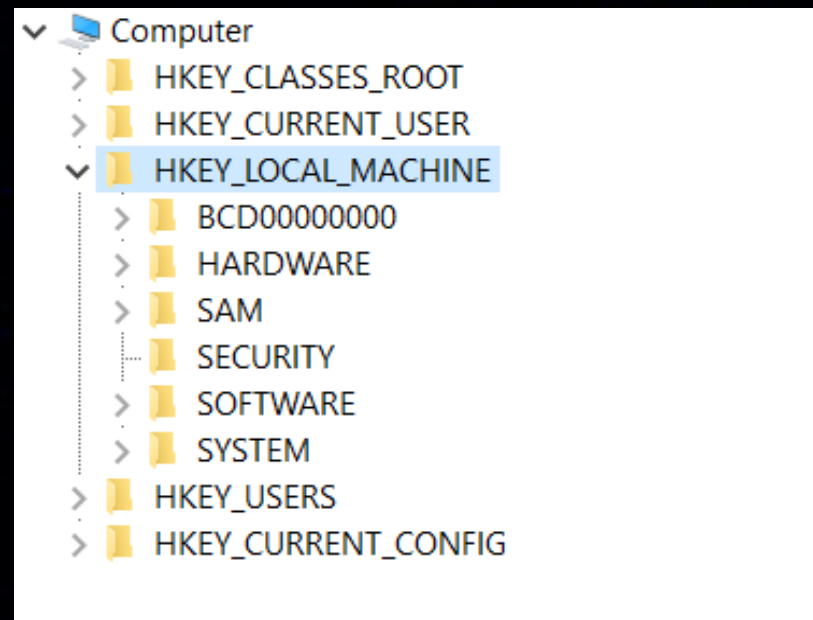 Computer
HKEY_CLASSES_ROOT
HKEY_CURRENT_USER
HKEY_LOCAL_MACHINE
BCD00000000
HARDWARE
SAM
SECURITY
SOFTWARE
SYSTEM
HKEY_USERS
HKEY_CURRENT_CONFIG